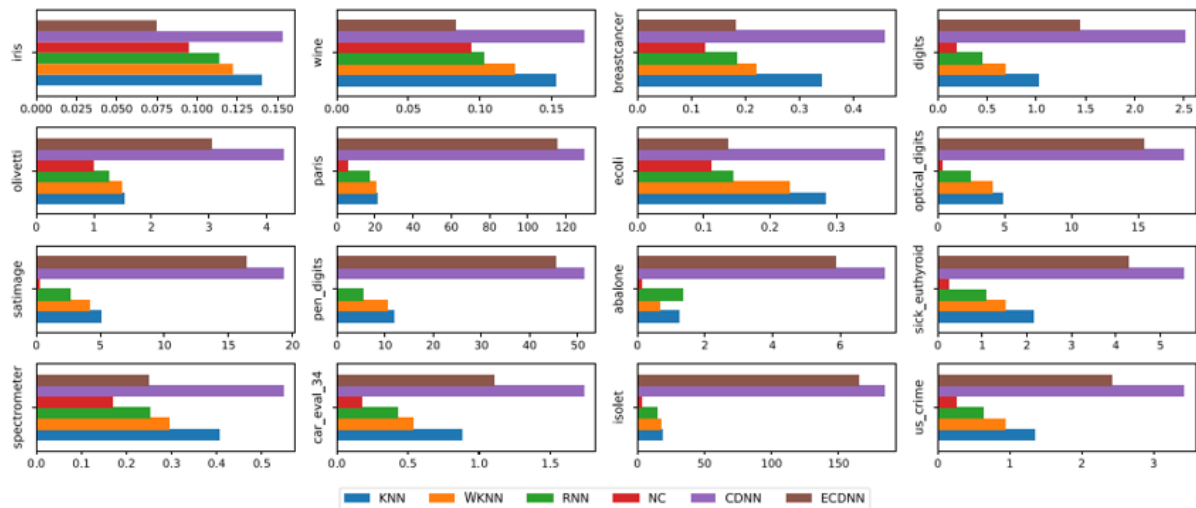 iris
0.000 0.025 0.050 0.075 0.100 0.125 0.150
wine
0.00 0.05 0.10 0.15
breastcancer
0.0 0.1 0.2 0.3 0.4
digits
0.0 0.5 1.0 1.5 2.0 2.5
olivetti
0 1 2 3 4
paris
0 20 40 60 80 100 120
ecoli
0.0 0.1 0.2 0.3
optical_digits
0 5 10 15
satimage
0 5 10 15 20
pen_digits
0 10 20 30 40 50
abalone
0 2 4 6
sick_euthyroid
0 1 2 3 4 5
spectrometer
0.0 0.1 0.2 0.3 0.4 0.5
car_eval_34
0.0 0.5 1.0 1.5
isolet
0 50 100 150
us_crime
0 1 2 3
KNN WKNN RNN NC CDNN ECDNN